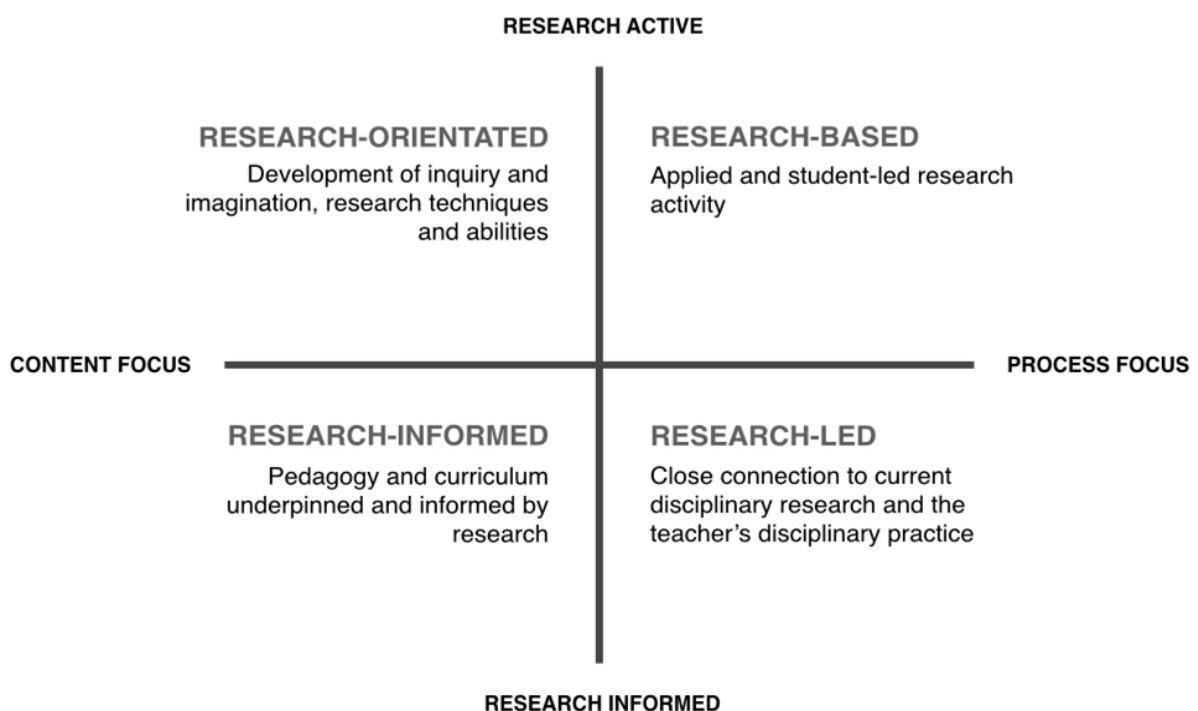 RESEARCH ACTIVE
RESEARCH-ORIENTATED
Development of inquiry and
imagination, research techniques
and abilities
RESEARCH-BASED
Applied and student-led research
activity
CONTENT FOCUS
PROCESS FOCUS
RESEARCH-INFORMED
Pedagogy and curriculum
underpinned and informed by
research
RESEARCH-LED
Close connection to current
disciplinary research and the
teacher’s disciplinary practice
RESEARCH INFORMED